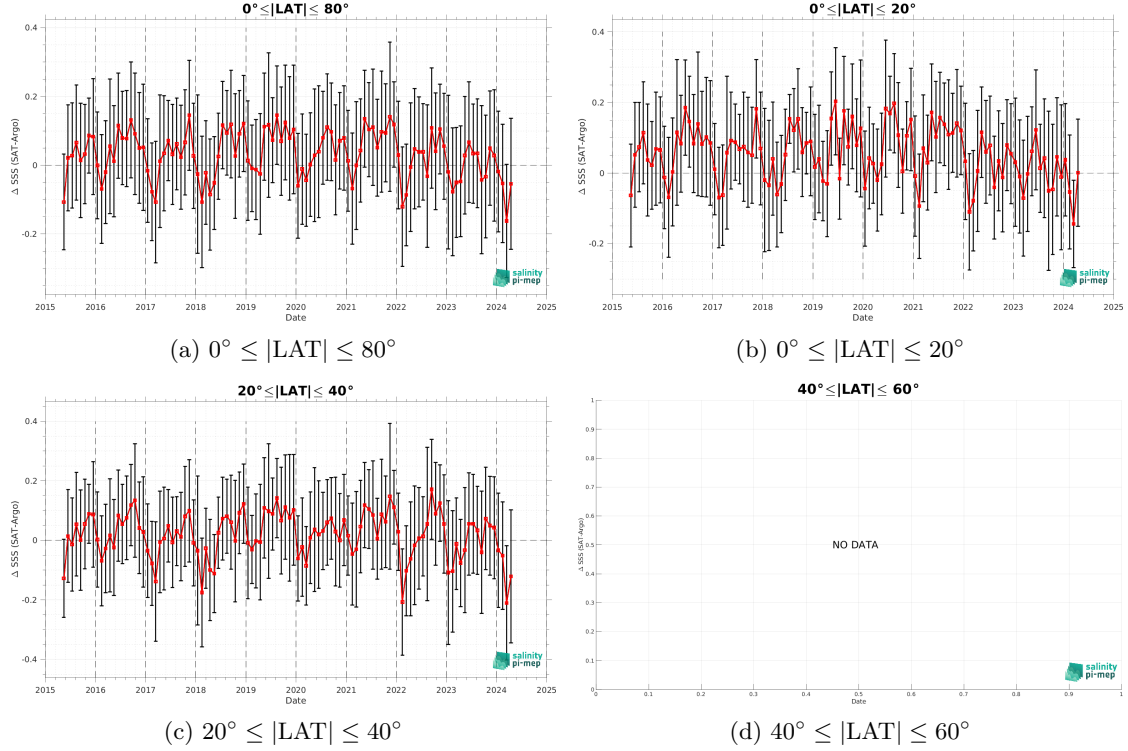 0°≤|LAT|≤ 80°
Δ SSS (SAT-Argo)
0.4
0.2
0
-0.2
2015 2016 2017 2018 2019 2020 2021 2022 2023 2024 2025
Date
salinity
pi-mep
(a) 0° ≤ |LAT| ≤ 80°
0°≤|LAT|≤ 20°
Δ SSS (SAT-Argo)
0.4
0.2
0
-0.2
2015 2016 2017 2018 2019 2020 2021 2022 2023 2024 2025
Date
salinity
pi-mep
(b) 0° ≤ |LAT| ≤ 20°
20°≤|LAT|≤ 40°
Δ SSS (SAT-Argo)
0.4
0.2
0
-0.2
-0.4
2015 2016 2017 2018 2019 2020 2021 2022 2023 2024 2025
Date
salinity
pi-mep
(c) 20° ≤ |LAT| ≤ 40°
40°≤|LAT|≤ 60°
Δ SSS (SAT-Argo)
1
0.9
0.8
0.7
0.6
0.5
0.4
0.3
0.2
0.1
0
NO DATA
0 0.1 0.2 0.3 0.4 0.5 0.6 0.7 0.8 0.9 1
Date
salinity
pi-mep
(d) 40° ≤ |LAT| ≤ 60°